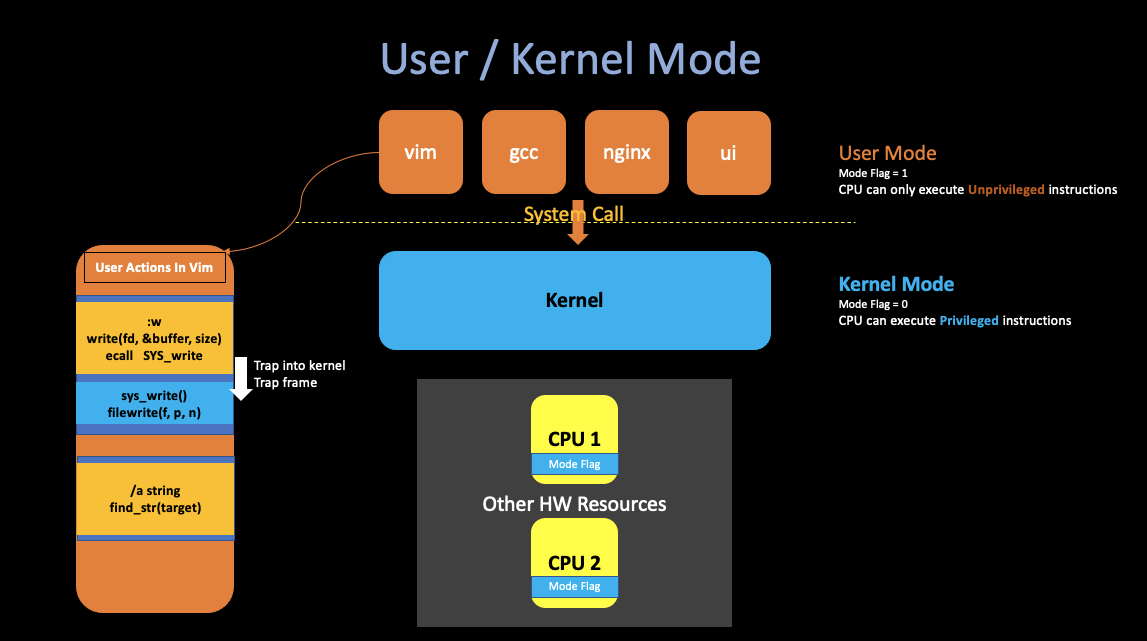 User / Kernel Mode
vim
gcc
nginx
ui
User Mode
Mode Flag = 1
CPU can only execute Unprivileged instructions
System Call
User Actions In Vim
Kernel
Kernel Mode
Mode Flag = 0
CPU can execute Privileged instructions
:w
write(fd, &buffer, size)
ecall SYS_write
Trap into kernel
Trap frame
sys_write()
filewrite(f, p, n)
/a string
find_str(target)
CPU 1
Mode Flag
Other HW Resources
CPU 2
Mode Flag